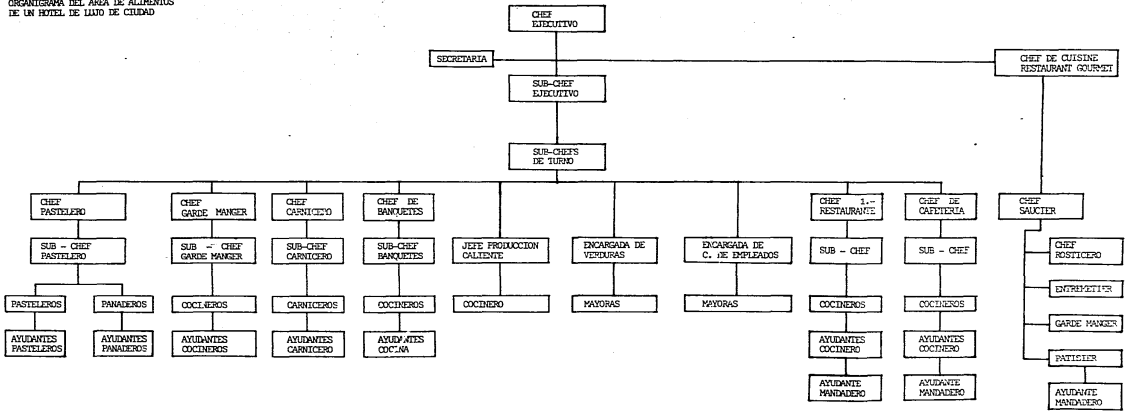 ORGANIGRAMA DEL AREA DE ALIMENTOS
DE UN HOTEL DE LUJO DE CIUDAD
CHEF
EJECUTIVO
SECRETARIA
CHEF DE CUISINE
RESTAURANT GOURMET
SUB-CHEF
EJECUTIVO
SUB-CHEFS
DE TURNO
CHEF
PASTELERO
CHEF
GARDE MANGER
CHEF
CARNICERO
CHEF DE
BANQUETES
CHEF 1.-
RESTAURANTE
CHEF DE
CAFETERIA
CHEF
SAUCIER
SUB - CHEF
PASTELERO
SUB - CHEF
GARDE MANGER
SUB-CHEF
CARNICERO
SUB-CHEF
BANQUETES
JEFE PRODUCCION
CALIENTE
ENCARGADA DE
VERDURAS
ENCARGADA DE
C. DE EMPLEADOS
SUB - CHEF
SUB - CHEF
CHEF
ROSTICERO
PASTELEROS
PANADEROS
COCINEROS
CARNICEROS
COCINEROS
COCINERO
MAYORAS
MAYORAS
COCINEROS
COCINEROS
ENTREMETIER
AYUDANTES
PASTELEROS
AYUDANTES
PANADEROS
AYUDANTES
COCINEROS
AYUDANTES
CARNICERO
AYUDANTES
COCINA
AYUDANTES
COCINERO
AYUDANTES
COCINERO
GARDE MANGER
PATISIER
AYUDANTE
MANDADERO
AYUDANTE
MANDADERO
AYUDANTE
MANDADERO